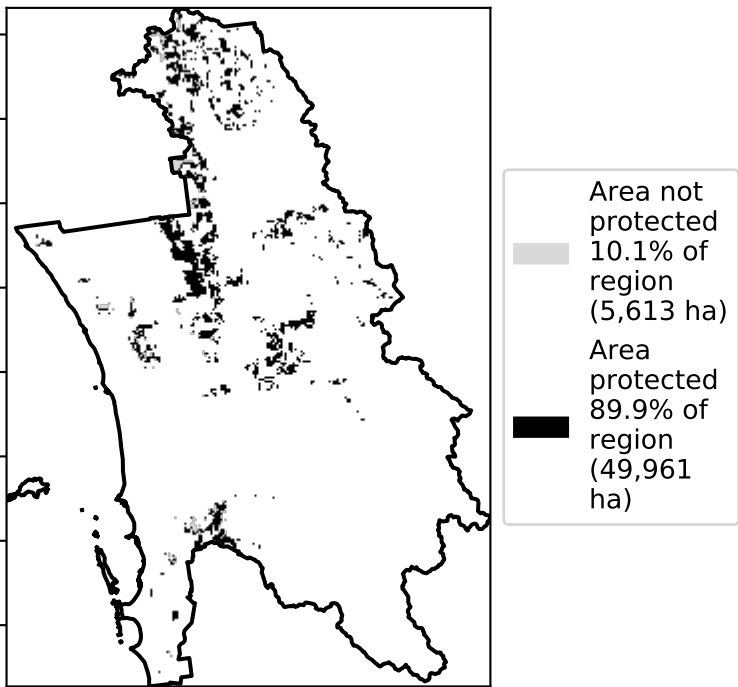 Area not
protected
10.1% of
region
(5,613 ha)
Area
protected
89.9% of
region
(49,961
ha)